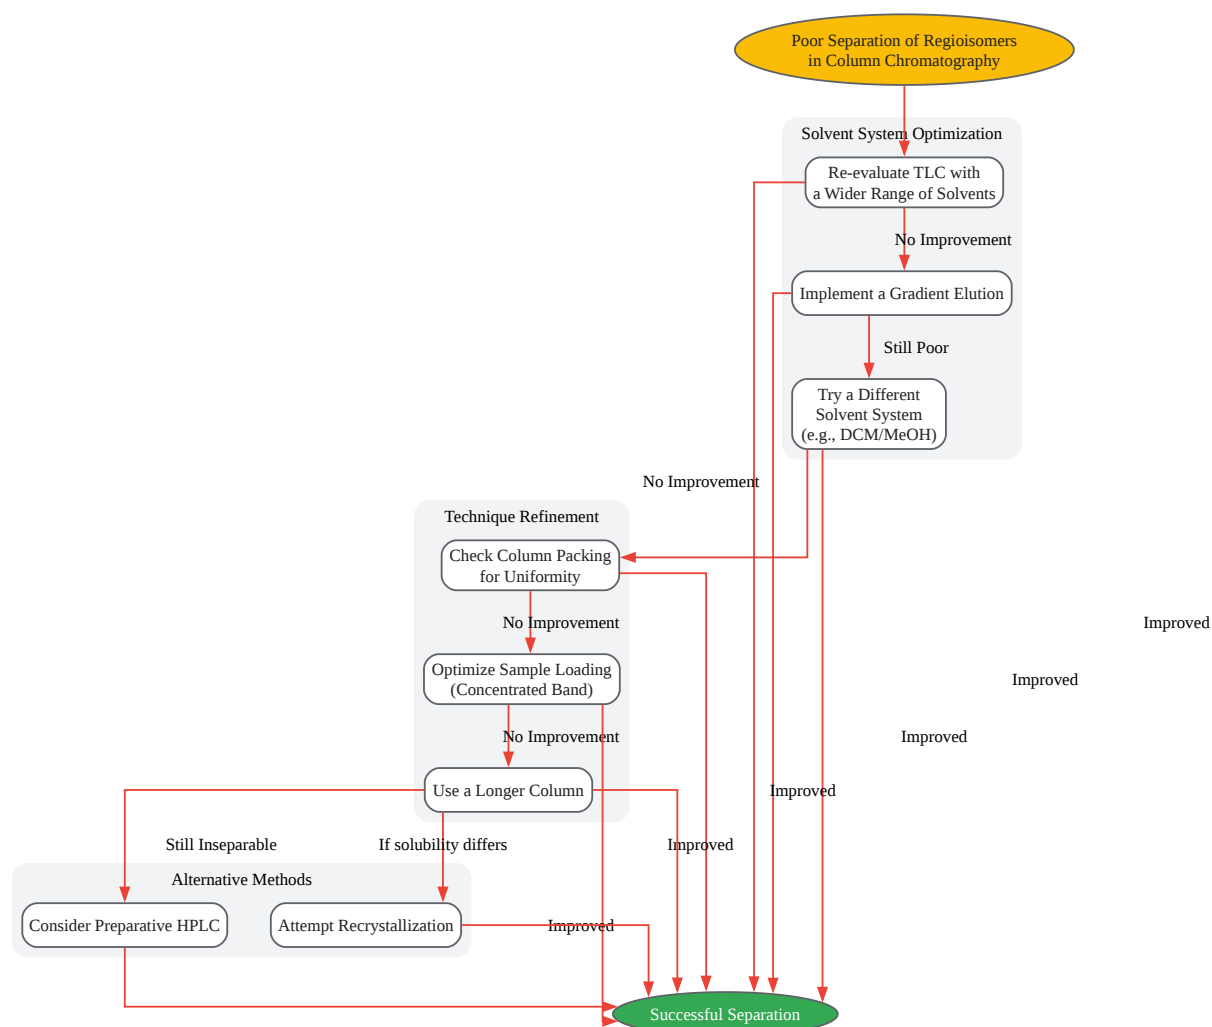 Poor Separation of Regioisomers
in Column Chromatography
Solvent System Optimization
Re-evaluate TLC with
a Wider Range of Solvents
No Improvement
Implement a Gradient Elution
Still Poor
Try a Different
Solvent System
(e.g., DCM/MeOH)
No Improvement
Technique Refinement
Check Column Packing
for Uniformity
No Improvement
Improved
Optimize Sample Loading
(Concentrated Band)
Improved
No Improvement
Improved
Use a Longer Column
Improved
Still Inseparable
If solubility differs
Improved
Alternative Methods
Consider Preparative HPLC
Attempt Recrystallization
Improved
Successful Separation